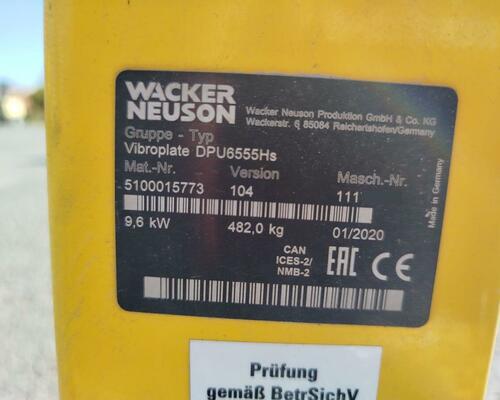 WACKER
NEUSON
Wacker Neuson Produktion GmbH & Co. KG
Wackerstr. 6 85084 Reichertshofen/Germany
Gruppe - Typ
Vibroplate DPU6555Hs
Mat.-Nr. Version Masch.-Nr.
5100015773 104 111
9,6 kW 482,0 kg 01/2020
CAN
ICES-2/
NMB-2
EAC CE
Made in Germany
Prüfung
gemäß BetrSichV